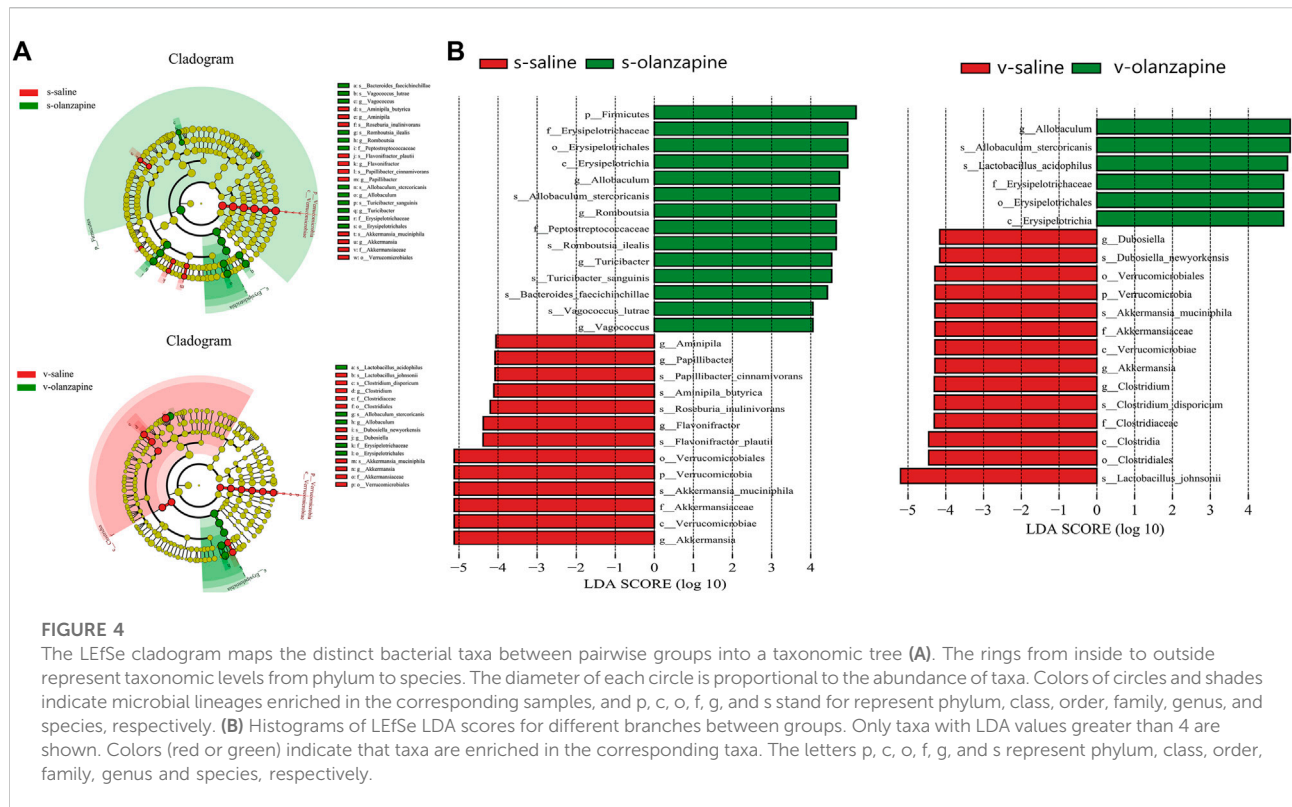 A
Cladogram
s-saline
s-olanzapine
a: s__Bacteroides_faecichinchillae
b: s__Vagococcus_lutrae
c: g__Vagococcus
d: s__Aminipila_butyrica
e: g__Aminipila
f: s__Roseburia_inulinivorans
g: s__Romboutsia_ilealis
h: g__Romboutsia
i: f__Peptostreptococcaceae
j: s__Flavonifractor_plautii
k: g__Flavonifractor
l: s__Papillibacter_cinnamivorans
m: g__Papillibacter
n: s__Allobaculum_stercoricanis
o: g__Allobaculum
p: s__Turicibacter_sanguinis
q: g__Turicibacter
r: f__Erysipelotrichaceae
s: o__Erysipelotrichales
t: s__Akkermansia_muciniphila
u: g__Akkermansia
v: f__Akkermansiaceae
w: o__Verrucomicrobiales
p__Firmicutes
c__Erysipelotrichia
p__Verrucomicrobia
c__Verrucomicrobiae
Cladogram
v-saline
v-olanzapine
a: s__Lactobacillus_acidophilus
b: s__Lactobacillus_johnsonii
c: s__Clostridium_disporicum
d: g__Clostridium
e: f__Clostridiaceae
f: o__Clostridiales
g: s__Allobaculum_stercoricanis
h: g__Allobaculum
i: s__Dubosiella_newyorkensis
j: g__Dubosiella
k: f__Erysipelotrichaceae
l: o__Erysipelotrichales
m: s__Akkermansia_muciniphila
n: g__Akkermansia
o: f__Akkermansiaceae
p: o__Verrucomicrobiales
c__Clostridia
c__Erysipelotrichia
p__Verrucomicrobia
c__Verrucomicrobiae
B
s-saline s-olanzapine
p__Firmicutes
f__Erysipelotrichaceae
o__Erysipelotrichales
c__Erysipelotrichia
g__Allobaculum
s__Allobaculum_stercoricanis
g__Romboutsia
f__Peptostreptococcaceae
s__Romboutsia_ilealis
g__Turicibacter
s__Turicibacter_sanguinis
s__Bacteroides_faecichinchillae
s__Vagococcus_lutrae
g__Vagococcus
g__Aminipila
g__Papillibacter
s__Papillibacter_cinnamivorans
s__Aminipila_butyrica
s__Roseburia_inulinivorans
g__Flavonifractor
s__Flavonifractor_plautii
o__Verrucomicrobiales
p__Verrucomicrobia
s__Akkermansia_muciniphila
f__Akkermansiaceae
c__Verrucomicrobiae
g__Akkermansia
−5 −4 −3 −2 −1 0 1 2 3 4
LDA SCORE (log 10)
v-saline v-olanzapine
g__Allobaculum
s__Allobaculum_stercoricanis
s__Lactobacillus_acidophilus
f__Erysipelotrichaceae
o__Erysipelotrichales
c__Erysipelotrichia
g__Dubosiella
s__Dubosiella_newyorkensis
o__Verrucomicrobiales
p__Verrucomicrobia
s__Akkermansia_muciniphila
f__Akkermansiaceae
c__Verrucomicrobiae
g__Akkermansia
g__Clostridium
s__Clostridium_disporicum
f__Clostridiaceae
c__Clostridia
o__Clostridiales
s__Lactobacillus_johnsonii
−5 −4 −3 −2 −1 0 1 2 3 4
LDA SCORE (log 10)
FIGURE 4
The LEfSe cladogram maps the distinct bacterial taxa between pairwise groups into a taxonomic tree (A). The rings from inside to outside
represent taxonomic levels from phylum to species. The diameter of each circle is proportional to the abundance of taxa. Colors of circles and shades
indicate microbial lineages enriched in the corresponding samples, and p, c, o, f, g, and s stand for represent phylum, class, order, family, genus, and
species, respectively. (B) Histograms of LEfSe LDA scores for different branches between groups. Only taxa with LDA values greater than 4 are
shown. Colors (red or green) indicate that taxa are enriched in the corresponding taxa. The letters p, c, o, f, g, and s represent phylum, class, order,
family, genus and species, respectively.